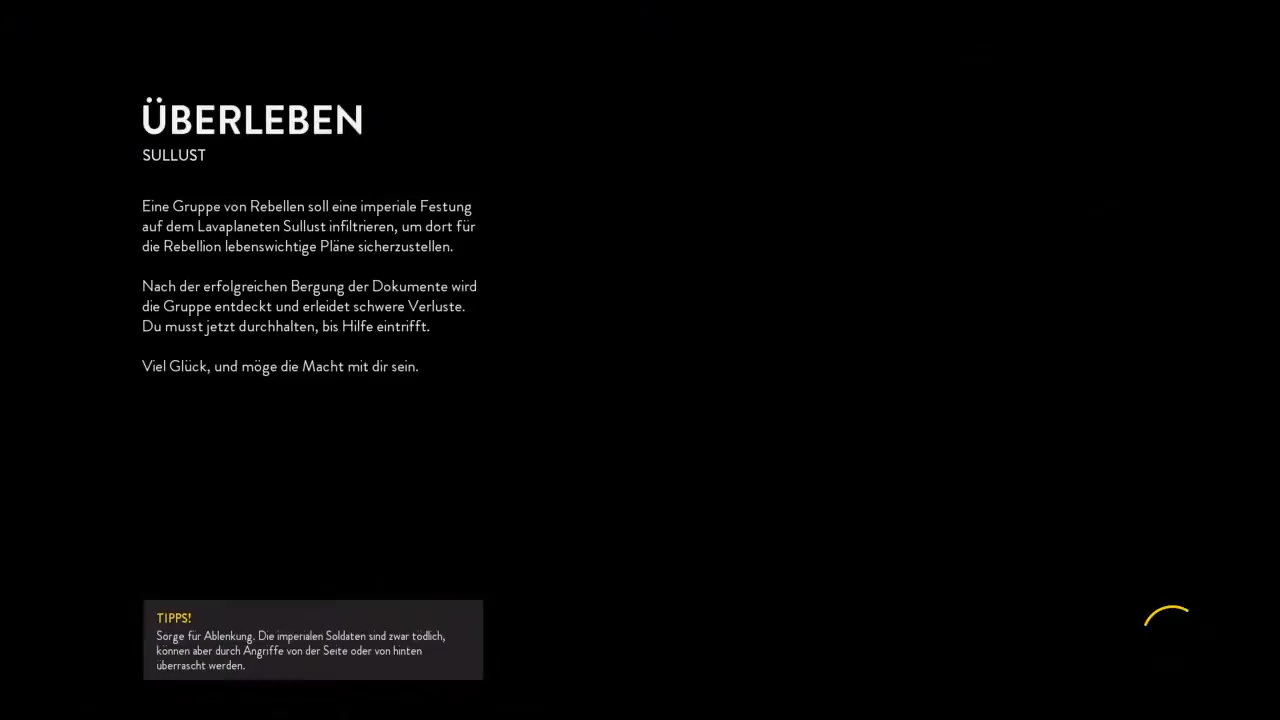 ÜBERLEBEN
SULLUST
Eine Gruppe von Rebellen soll eine imperiale Festung
auf dem Lavaplaneten Sullust infiltrieren, um dort für
die Rebellion lebenswichtige Pläne sicherzustellen.
Nach der erfolgreichen Bergung der Dokumente wird
die Gruppe entdeckt und erleidet schwere Verluste.
Du musst jetzt durchhalten, bis Hilfe eintrifft.
Viel Glück, und möge die Macht mit dir sein.
TIPPS!
Sorge für Ablenkung. Die imperialen Soldaten sind zwar tödlich,
können aber durch Angriffe von der Seite oder von hinten
überrascht werden.